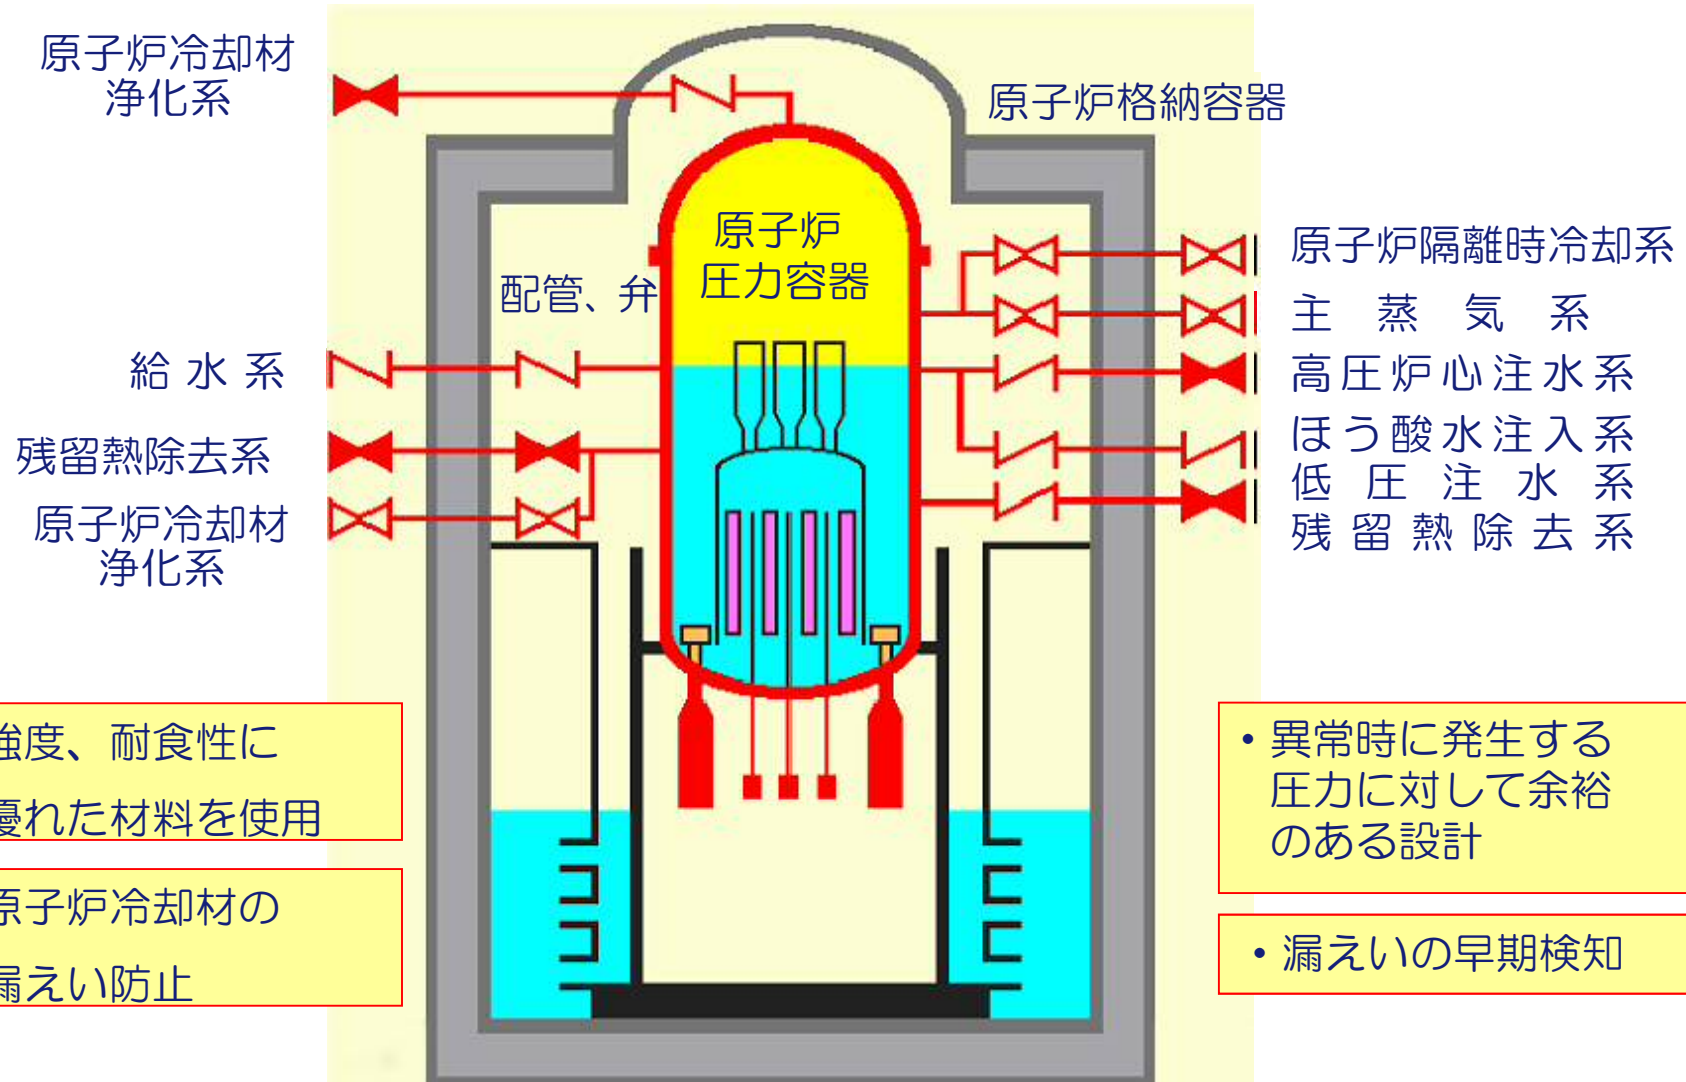 原子炉冷却材
浄化系
原子炉格納容器
原子炉
圧力容器
配管、弁
給水系
残留熱除去系
原子炉冷却材
浄化系
原子炉隔離時冷却系
主蒸気系
高圧炉心注水系
ほう酸水注入系
低圧注水系
残留熱除去系
強度、耐食性に
優れた材料を使用
原子炉冷却材の
漏えい防止
・異常時に発生する
圧力に対して余裕
のある設計
・漏えいの早期検知